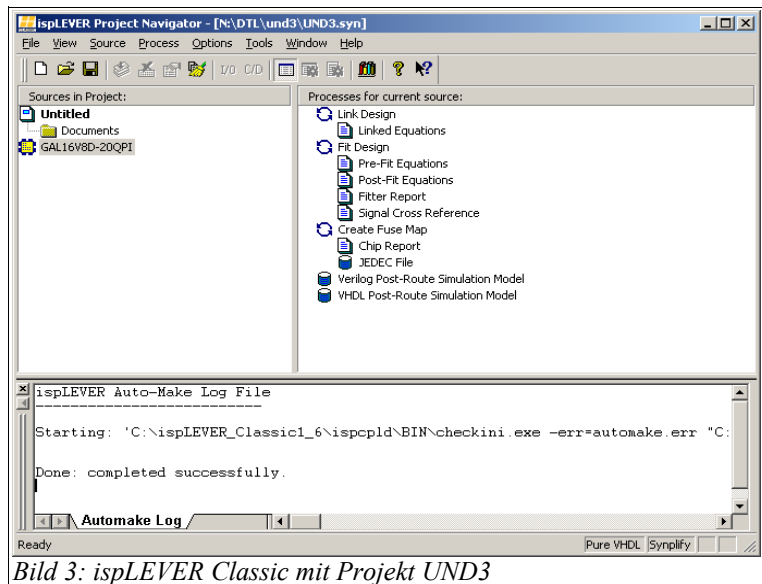 ispLEVER Project Navigator - [N:\DTL\und3\UND3.syn]
File View Source Process Options Tools Window Help
I/O C/D
Sources in Project:
Untitled
Documents
GAL16V8D-20QPI
Processes for current source:
Link Design
Linked Equations
Fit Design
Pre-Fit Equations
Post-Fit Equations
Fitter Report
Signal Cross Reference
Create Fuse Map
Chip Report
JEDEC File
Verilog Post-Route Simulation Model
VHDL Post-Route Simulation Model
ispLEVER Auto-Make Log File
---------------------------
Starting: 'C:\ispLEVER_Classic1_6\ispcpld\BIN\checkini.exe -err=automake.err "C:
Done: completed successfully.
Automake Log
Ready Pure VHDL Synplify
Bild 3: ispLEVER Classic mit Projekt UND3